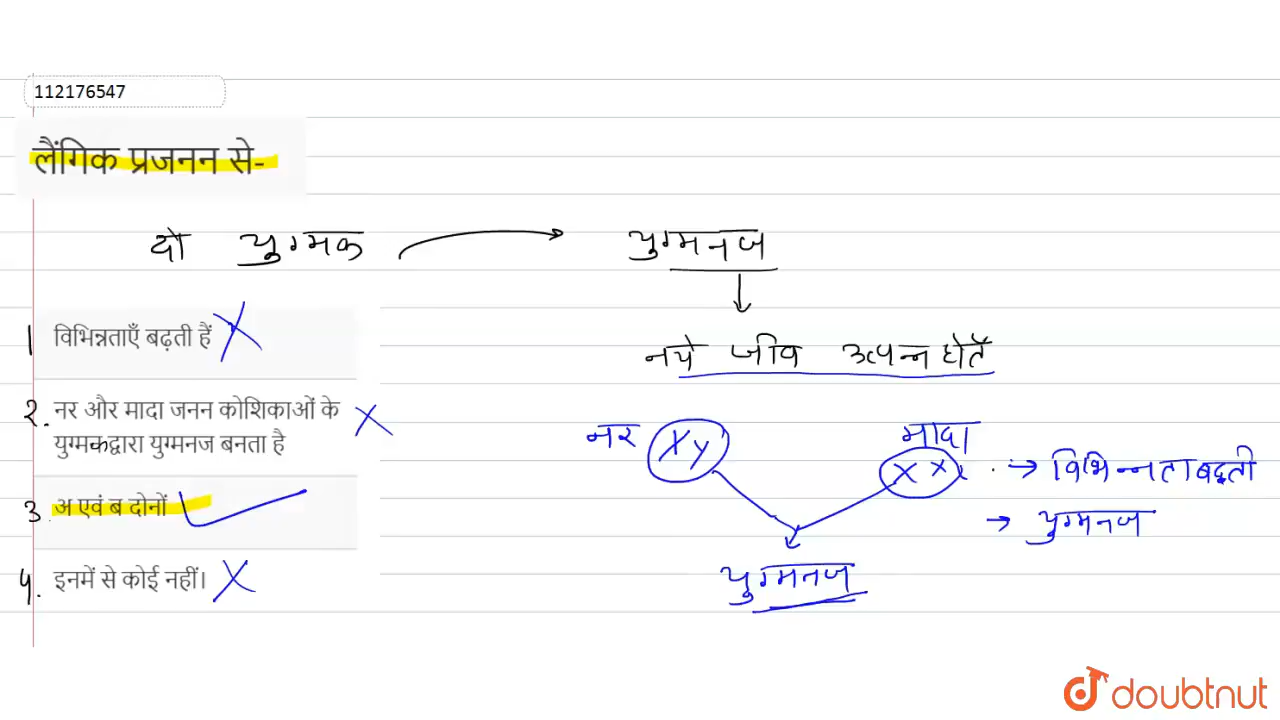 112176547
लैंगिक प्रजनन से-
दो युग्मक युग्मनज
नये जीव उत्पन्न होते
1 विभिन्नताएँ बढ़ती हैं
2. नर और मादा जनन कोशिकाओं के
युग्मकद्वारा युग्मनज बनता है
नर Xy मादा XX
→ विभिन्नता बढ़ती
3. अ एवं ब दोनों
→ युग्मनज
4. इनमें से कोई नहीं।
युग्मनज
doubtnut